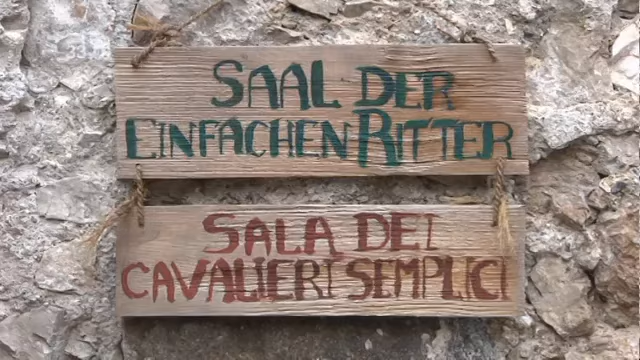 SAAL DER
EINFACHEN RITTER
SALA DEI
CAVALIERI SEMPLICI